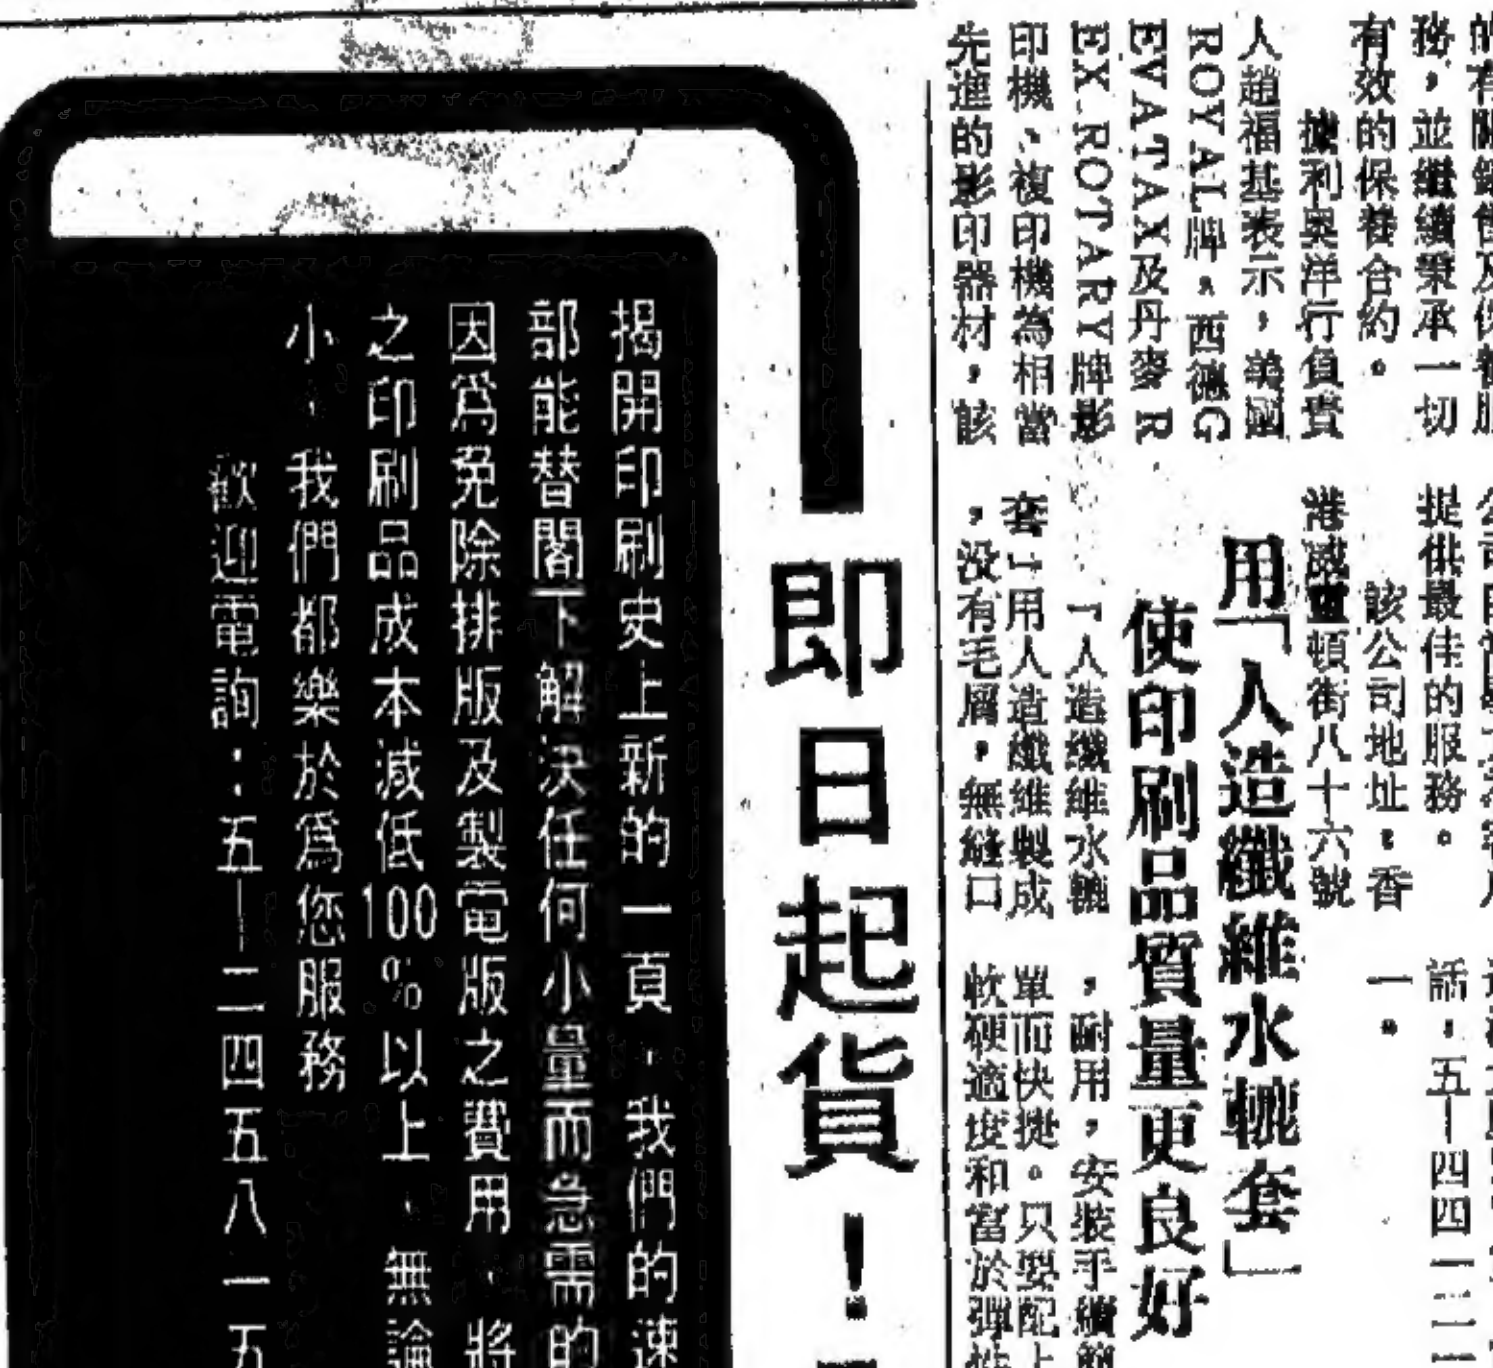 務，並繼續秉承一切
有效的保養合約。
據利奧洋行負責
人趙福基表示，美國
ROYAL牌，西德G
EVATAX及丹麥R
EX ROTARY牌影
印機、複印機為相當
先進的影印器材，該
提供最佳的服務。
該公司地址：香
港威靈頓街八十六號
話，五—四四一二
一。
用「人造纖維水轆套」
使印刷品質量更良好
「人造纖維水轆
套」用人造纖維製成
，没有毛屑，無縫口
，耐用，安裝手續簡
單而快捷。只要配上
軟硬適度和富於彈性
即日起貨！
揭開印刷史上新的一頁，我們的速
部能替閣下解決任何小量而急需的
因爲免除排版及製電版之費用，將
之印刷品成本減低100%以上，無論
小，我們都樂於爲您服務
歡迎電詢：五—二四五八一五